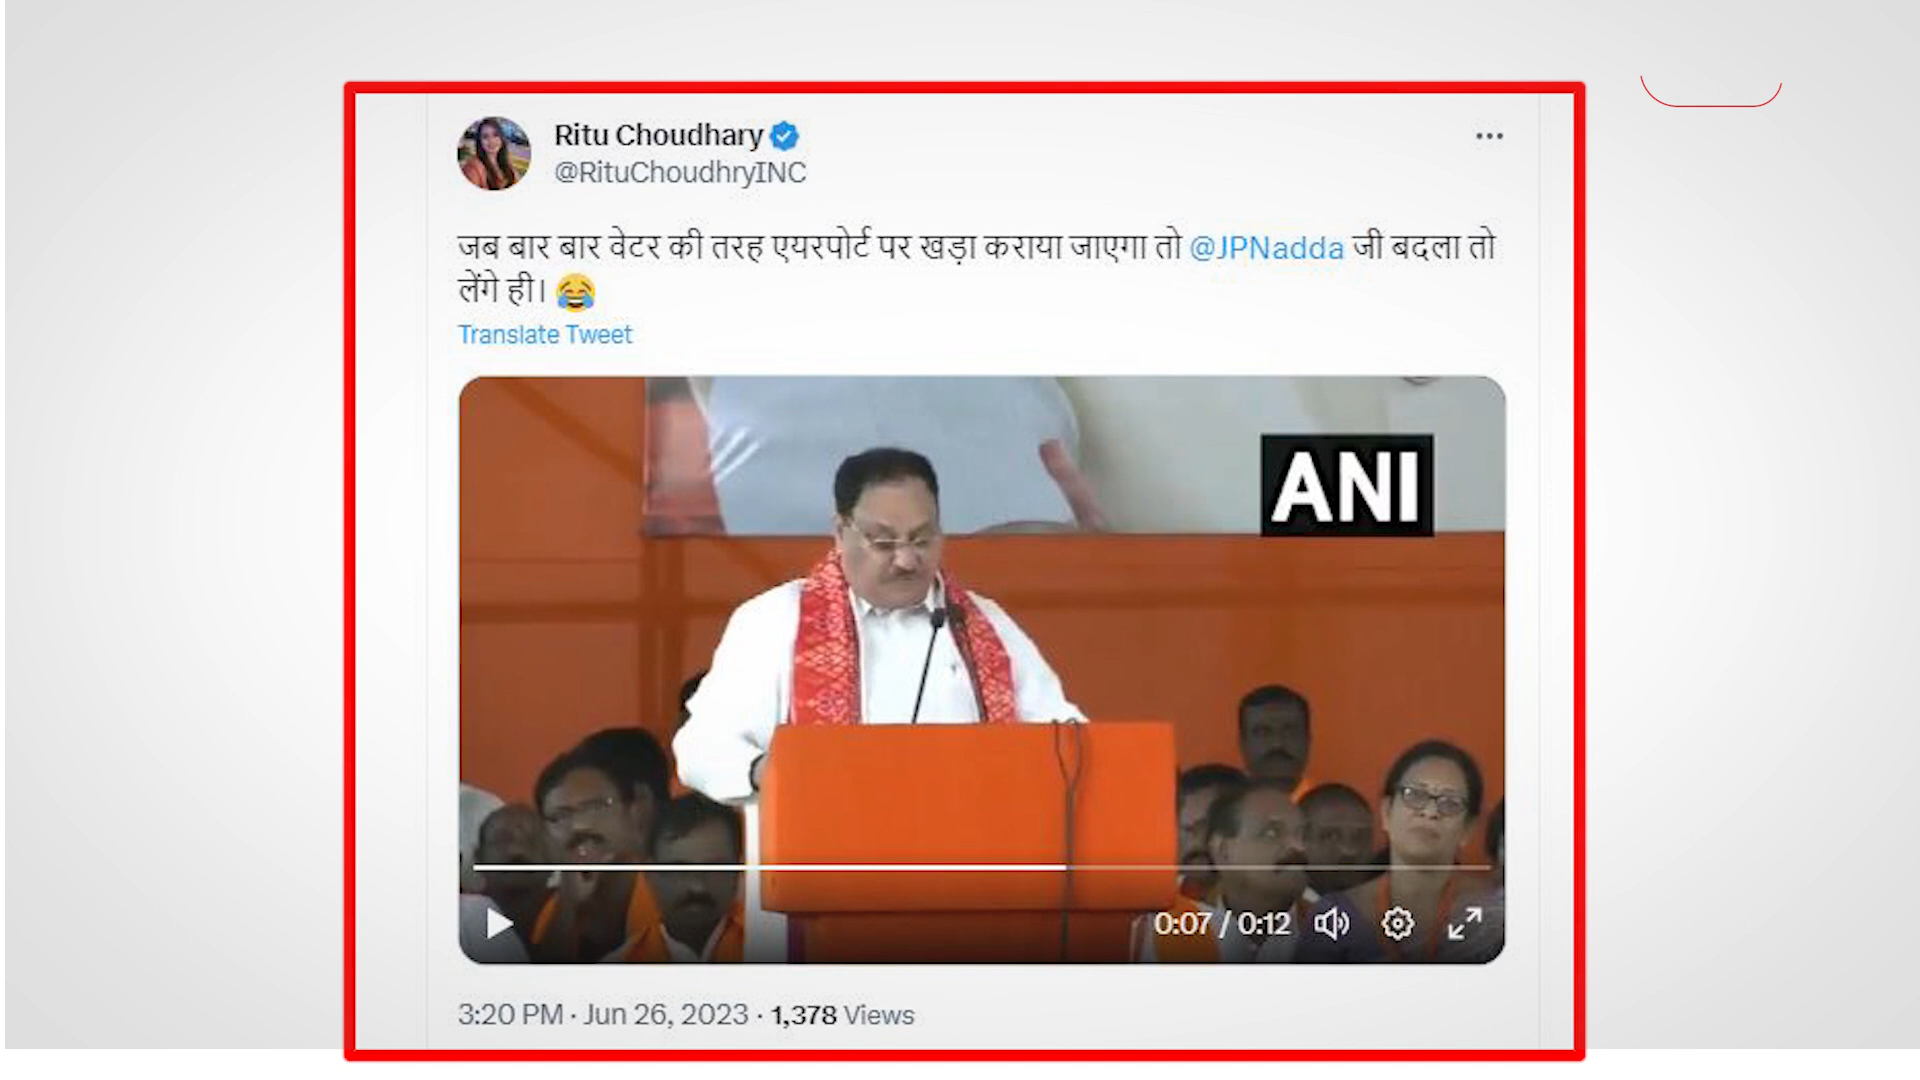 Ritu Choudhary
@RituChoudhryINC
जब बार बार वेटर की तरह एयरपोर्ट पर खड़ा कराया जाएगा तो @JPNadda जी बदला तो
लेंगे ही। 😂
Translate Tweet
ANI
0:07 / 0:12
3:20 PM · Jun 26, 2023 · 1,378 Views